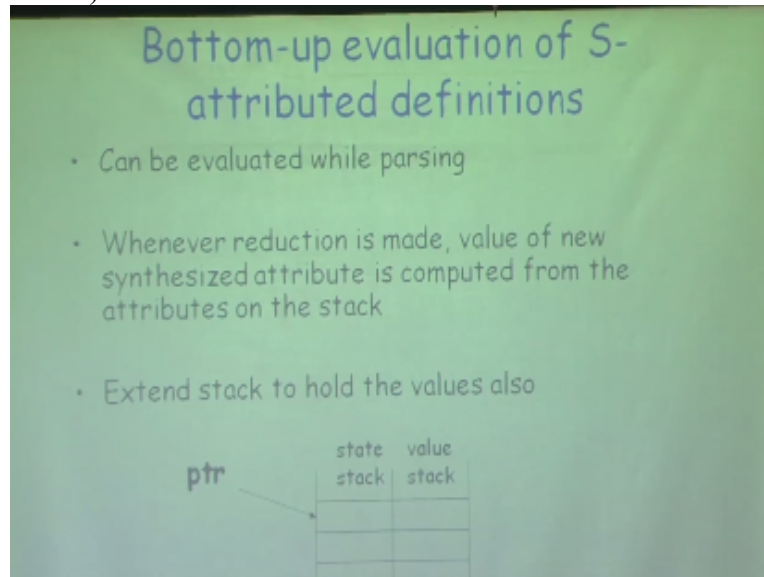 Bottom-up evaluation of S-
attributed definitions
• Can be evaluated while parsing
• Whenever reduction is made, value of new
synthesized attribute is computed from the
attributes on the stack
• Extend stack to hold the values also
state value
ptr stack stack